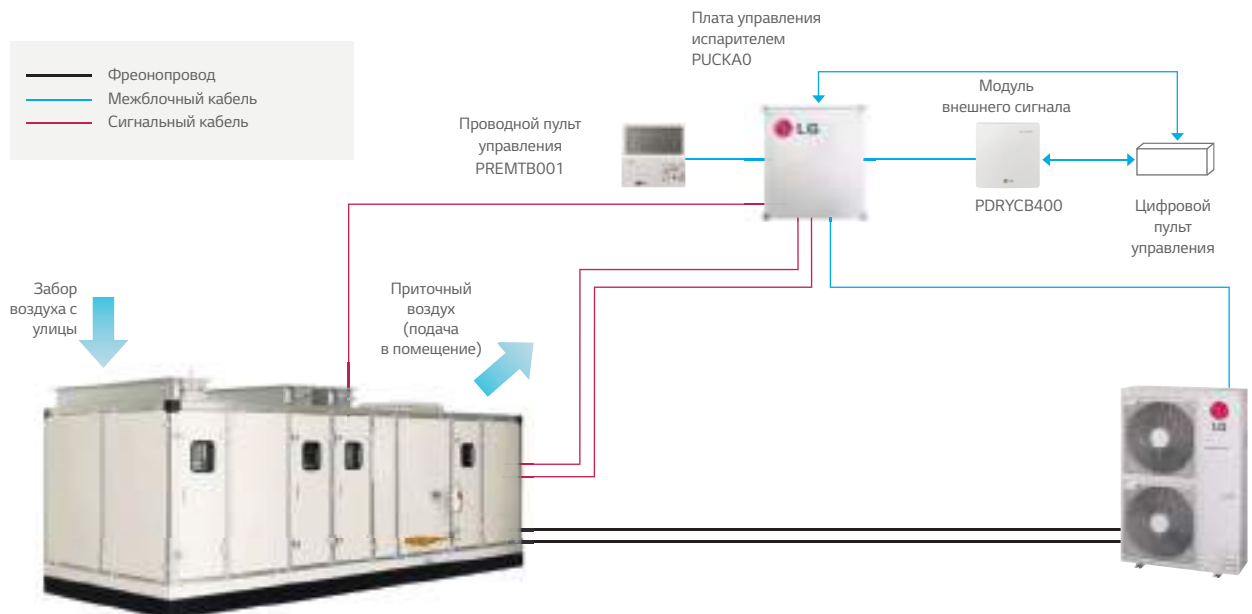 Фреонопровод
Межблочный кабель
Сигнальный кабель
Плата управления
испарителем
PUCKA0
Проводной пульт
управления
PREMTB001
LG
Модуль
внешнего сигнала
PDRYCB400
Цифровой
пульт
управления
Забор
воздуха с
улицы
Приточный
воздух
(подача
в помещение)
LG